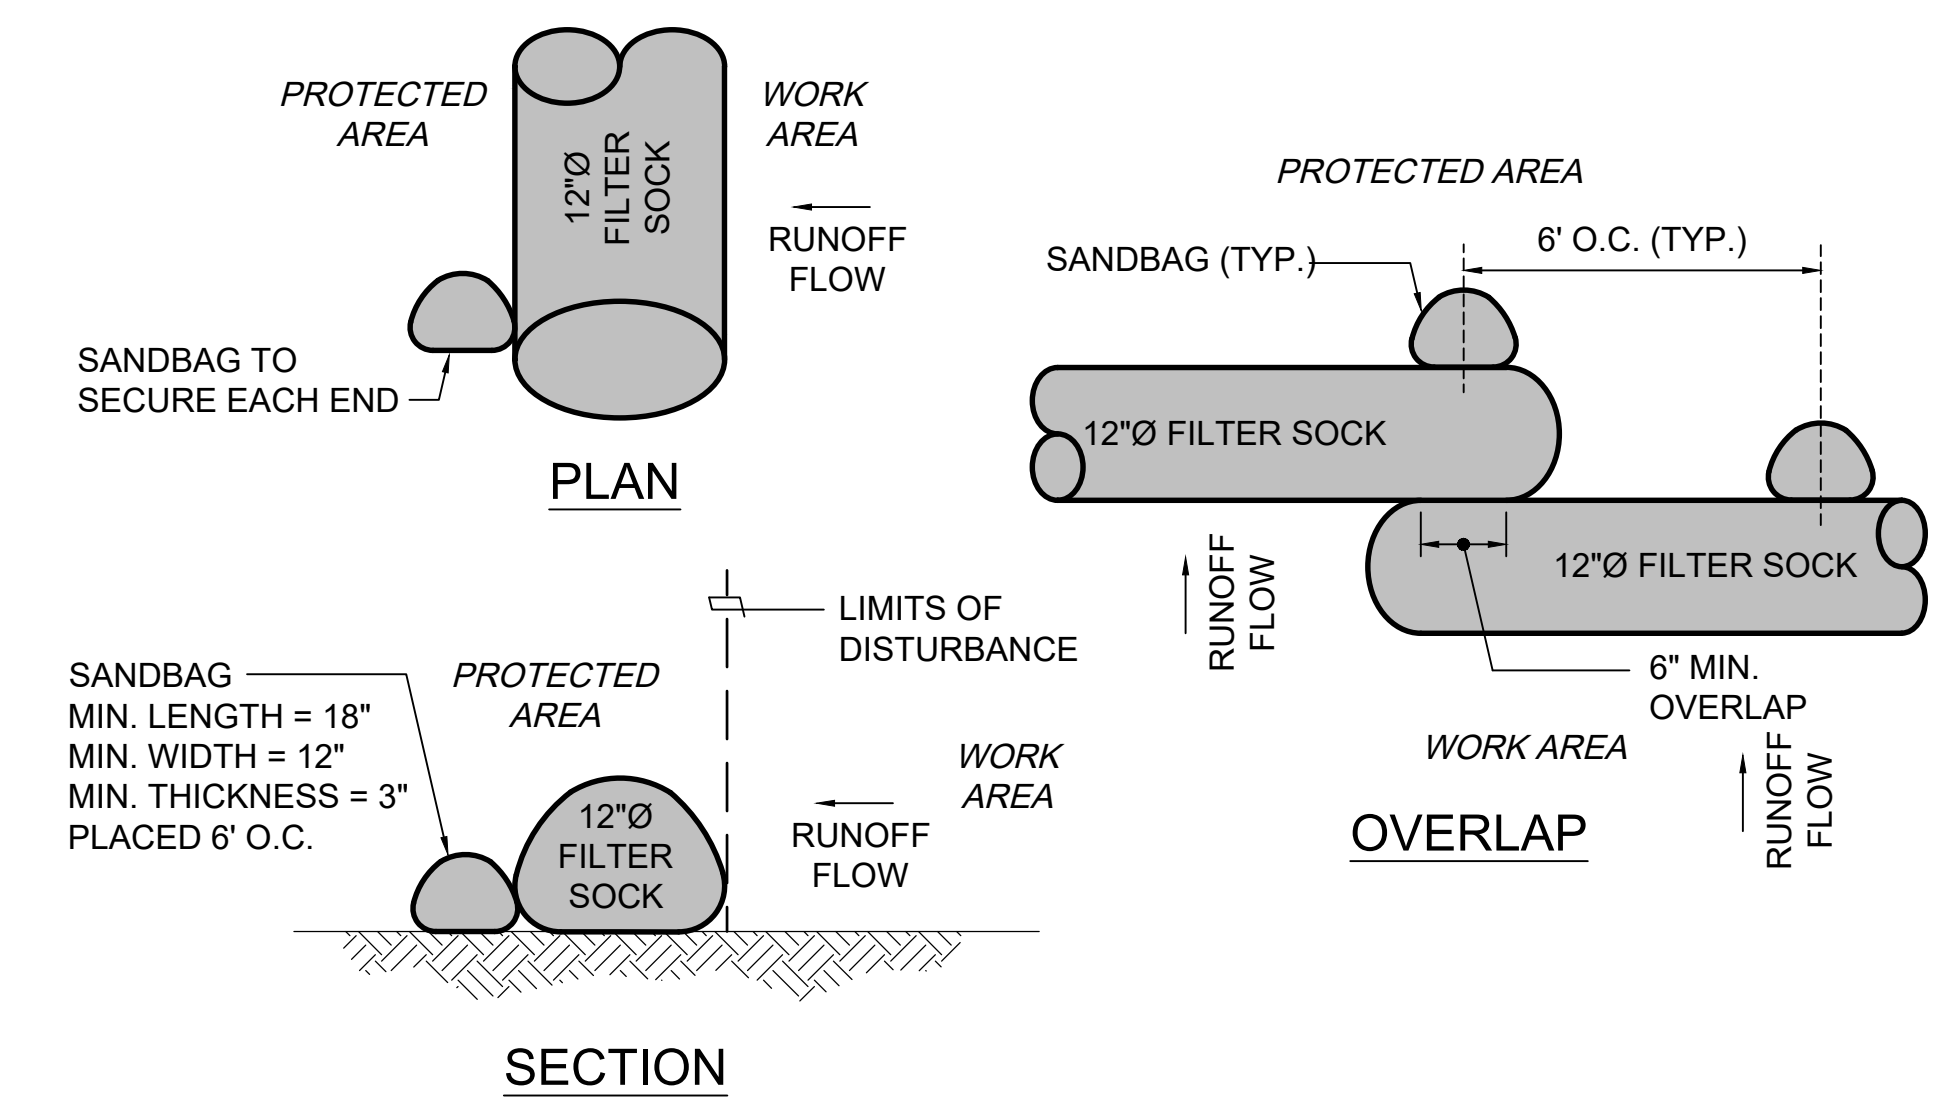 PROTECTED
AREA
12"Ø
FILTER
SOCK
WORK
AREA
RUNOFF
FLOW
SANDBAG TO
SECURE EACH END
PLAN
PROTECTED AREA
SANDBAG (TYP.)
6' O.C. (TYP.)
12"Ø FILTER SOCK
12"Ø FILTER SOCK
RUNOFF
FLOW
6" MIN.
OVERLAP
WORK AREA
RUNOFF
FLOW
OVERLAP
LIMITS OF
DISTURBANCE
SANDBAG
MIN. LENGTH = 18"
MIN. WIDTH = 12"
MIN. THICKNESS = 3"
PLACED 6' O.C.
PROTECTED
AREA
12"Ø
FILTER
SOCK
WORK
AREA
RUNOFF
FLOW
SECTION